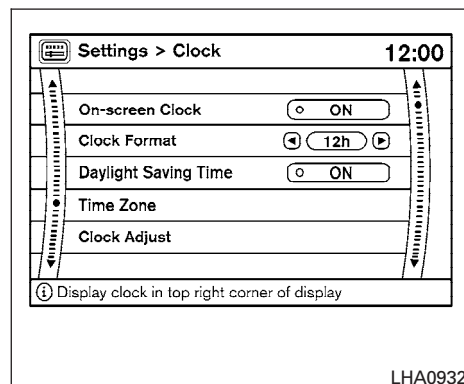 Settings > Clock 12:00
On-screen Clock ON
Clock Format 12h
Daylight Saving Time ON
Time Zone
Clock Adjust
i Display clock in top right corner of display
LHA0932